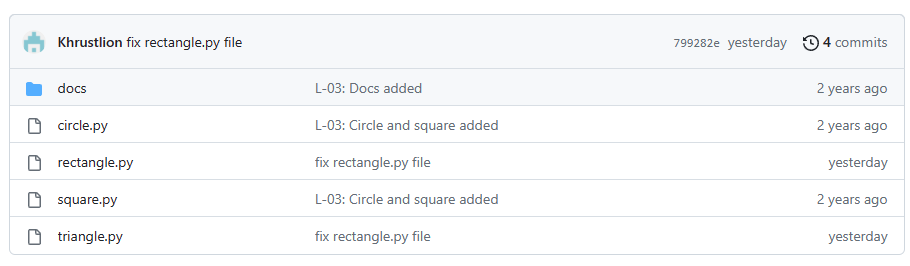 Khrustlion fix rectangle.py file 799282e yesterday 4 commits
docs L-03: Docs added 2 years ago
circle.py L-03: Circle and square added 2 years ago
rectangle.py fix rectangle.py file yesterday
square.py L-03: Circle and square added 2 years ago
triangle.py fix rectangle.py file yesterday